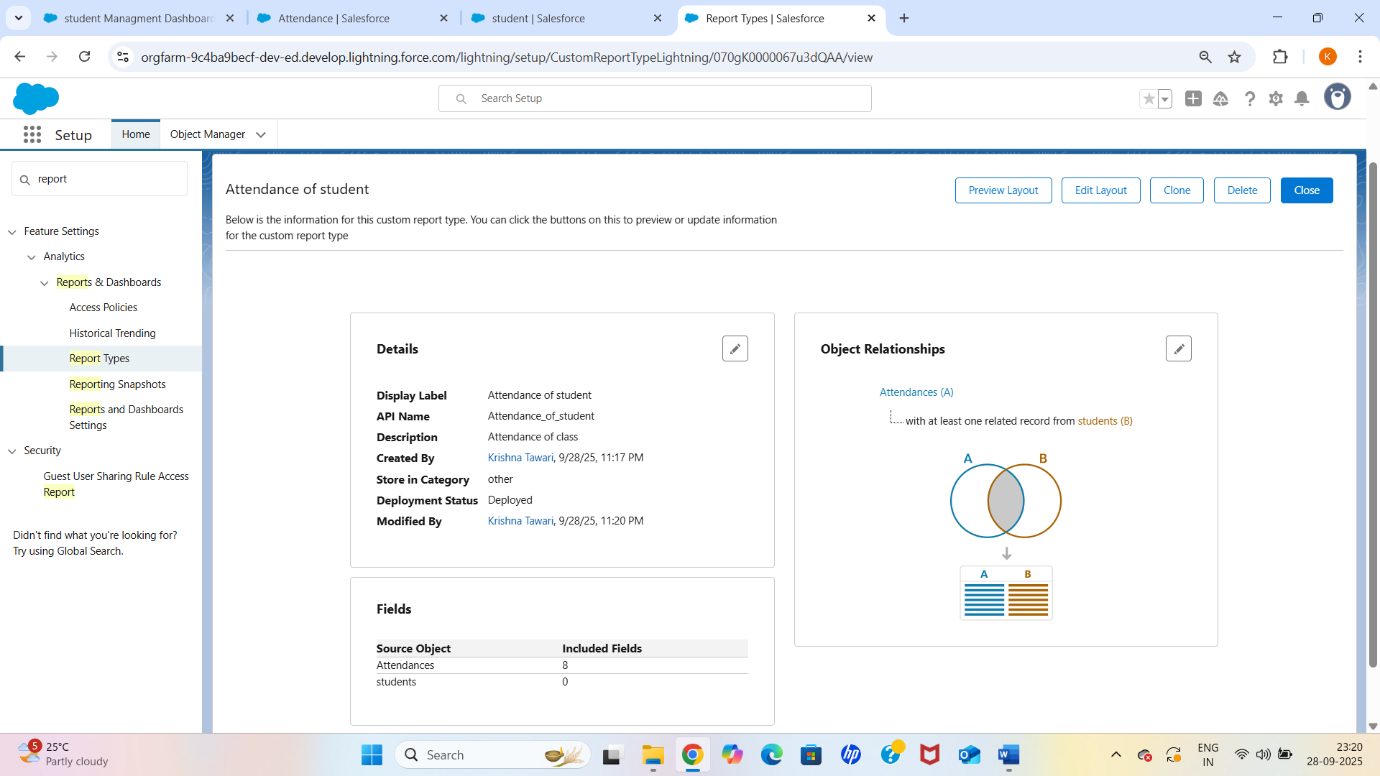 student Managment Dashboard
Attendance | Salesforce
student | Salesforce
Report Types | Salesforce
orgfarm-9c4ba9becf-dev-ed.develop.lightning.force.com/lightning/setup/CustomReportTypeLightning/070gK0000067u3dQAA/view
K
Search Setup
Setup
Home
Object Manager
report
Feature Settings
Analytics
Reports & Dashboards
Access Policies
Historical Trending
Report Types
Reporting Snapshots
Reports and Dashboards
Settings
Security
Guest User Sharing Rule Access
Report
Didn't find what you're looking for?
Try using Global Search.
Attendance of student
Preview Layout
Edit Layout
Clone
Delete
Close
Below is the information for this custom report type. You can click the buttons on this to preview or update information
for the custom report type
Details
Display Label Attendance of student
API Name Attendance_of_student
Description Attendance of class
Created By Krishna Tawari, 9/28/25, 11:17 PM
Store in Category other
Deployment Status Deployed
Modified By Krishna Tawari, 9/28/25, 11:20 PM
Fields
Source Object Included Fields
Attendances 8
students 0
Object Relationships
Attendances (A)
with at least one related record from students (B)
A B
A B
5
25°C
Partly cloudy
Search
hp
W
ENG
IN
23:20
28-09-2025